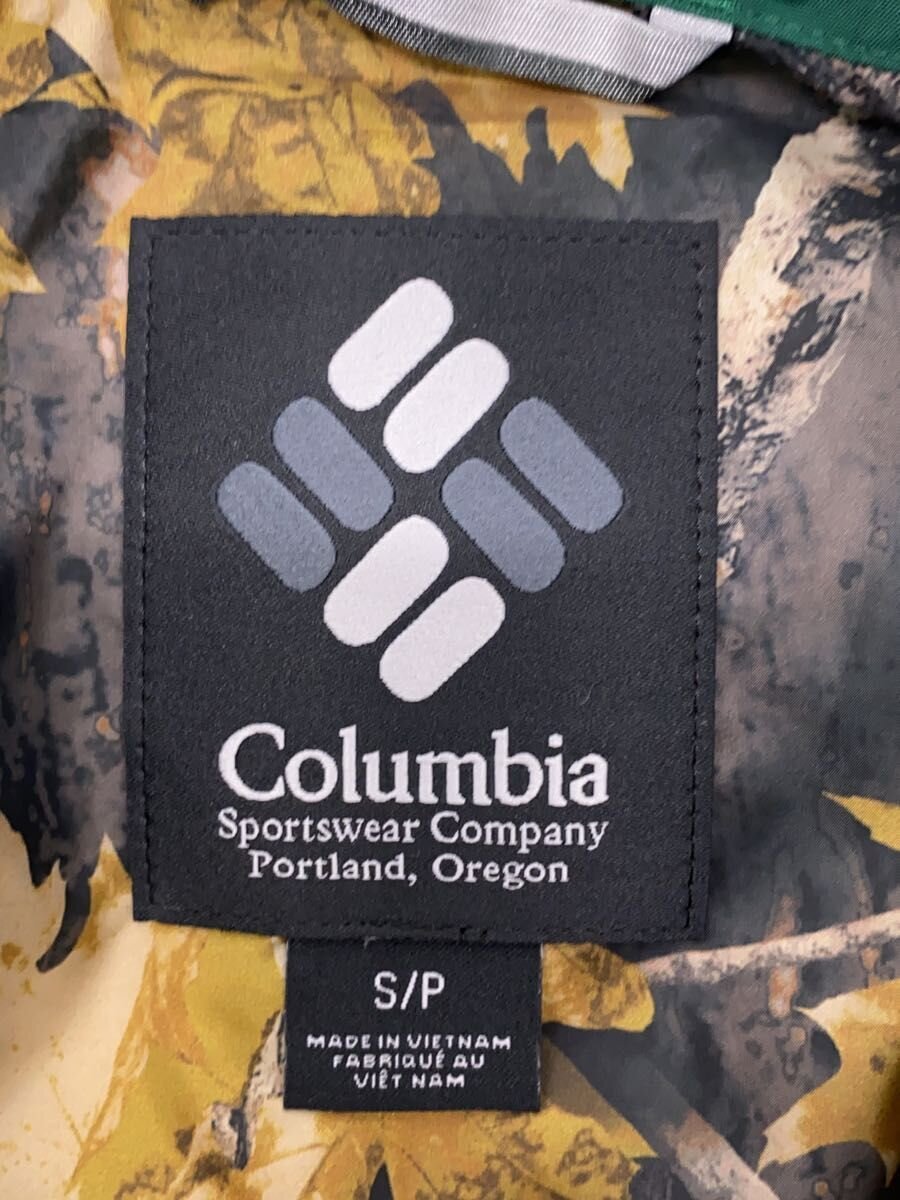 Columbia
Sportswear Company
Portland, Oregon
S/P
MADE IN VIETNAM
FABRIQUÉ AU
VIÊT NAM